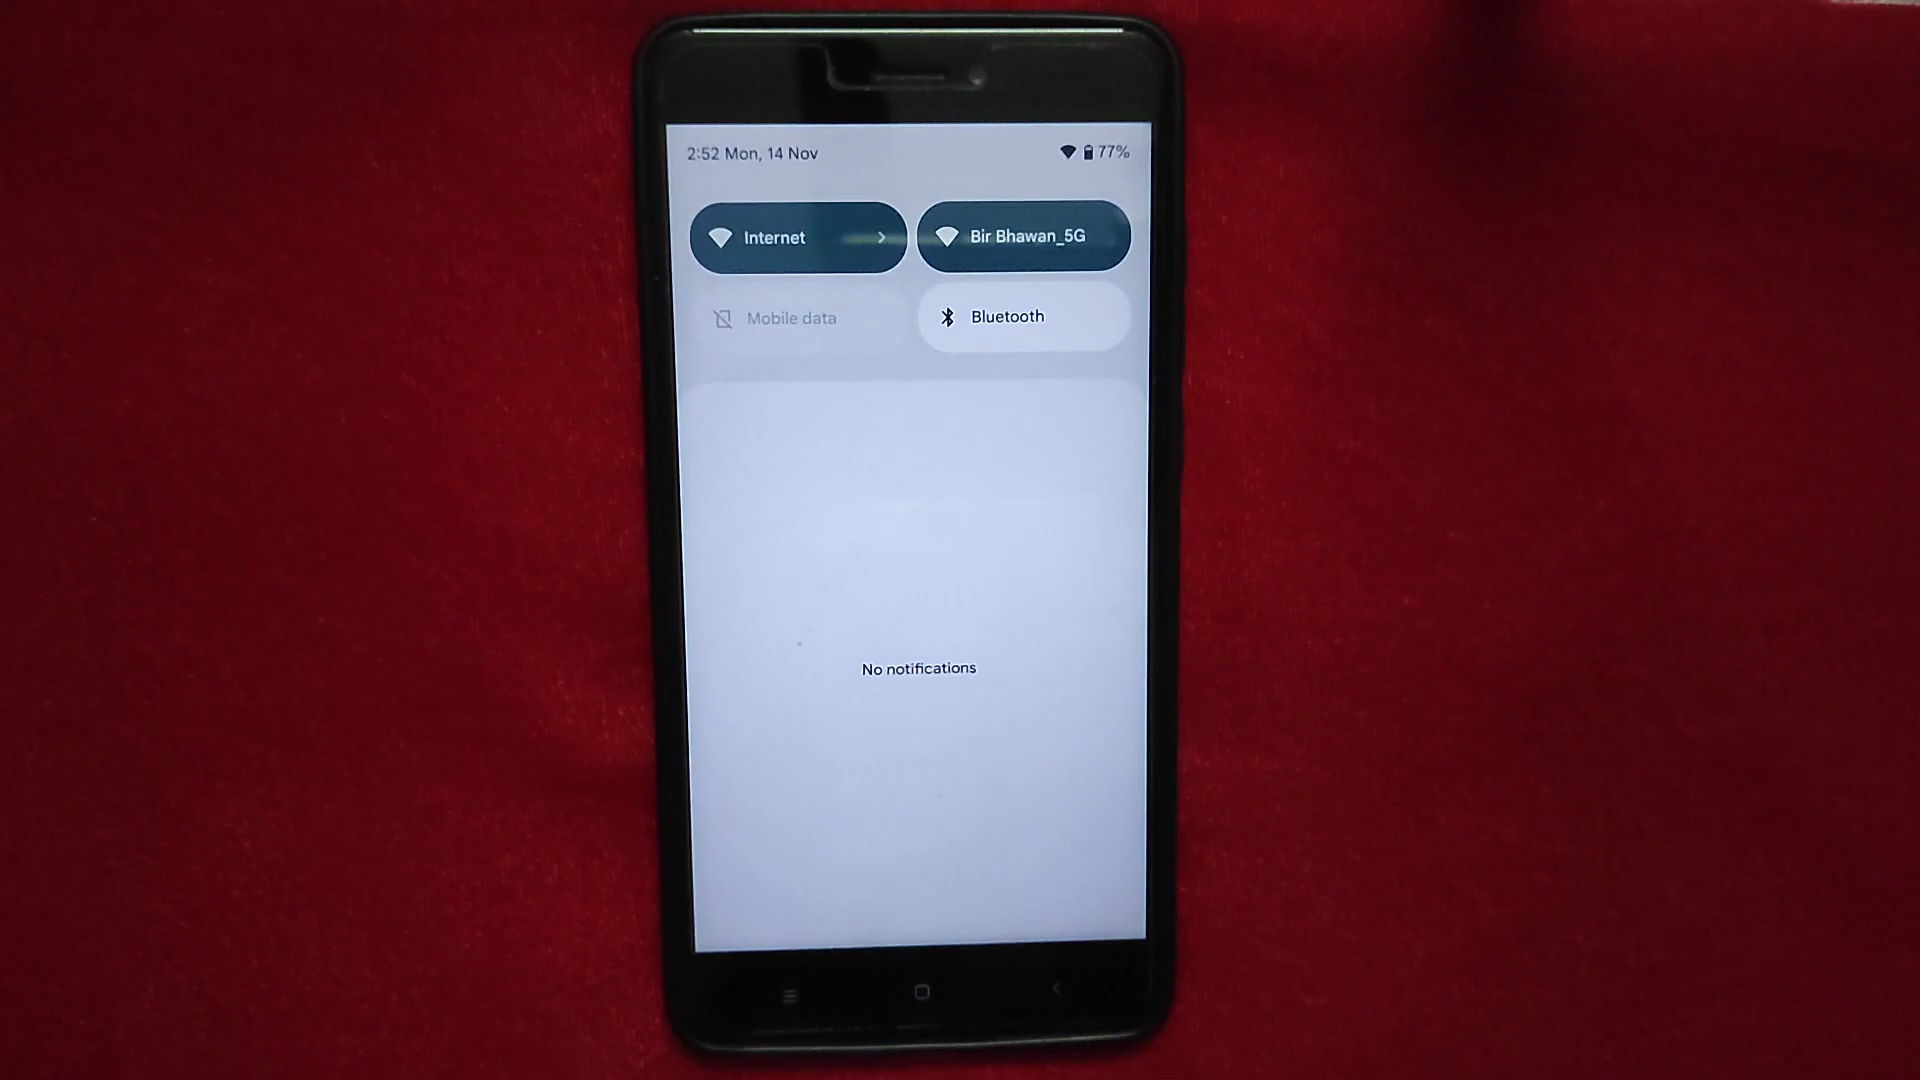 2:52 Mon, 14 Nov 77%
Internet Bir Bhawan_5G
Mobile data Bluetooth
No notifications